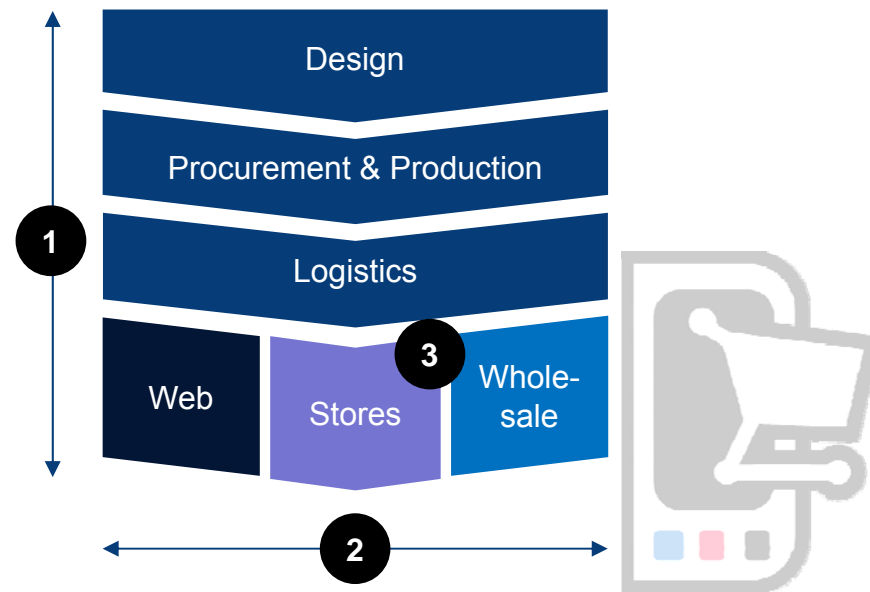 Design
Procurement & Production
1
Logistics
3
Web
Stores
Whole-
sale
2